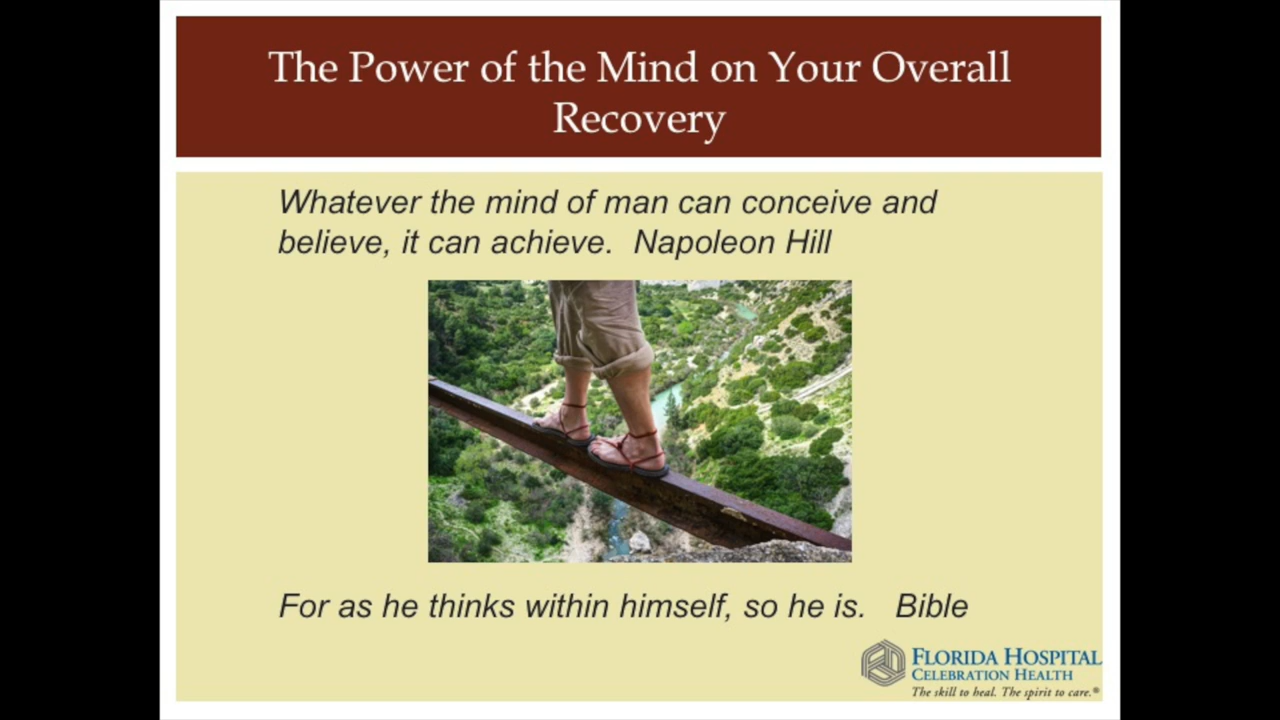 The Power of the Mind on Your Overall
Recovery
Whatever the mind of man can conceive and
believe, it can achieve.  Napoleon Hill
For as he thinks within himself, so he is.   Bible
FLORIDA HOSPITAL
CELEBRATION HEALTH
The skill to heal. The spirit to care.®